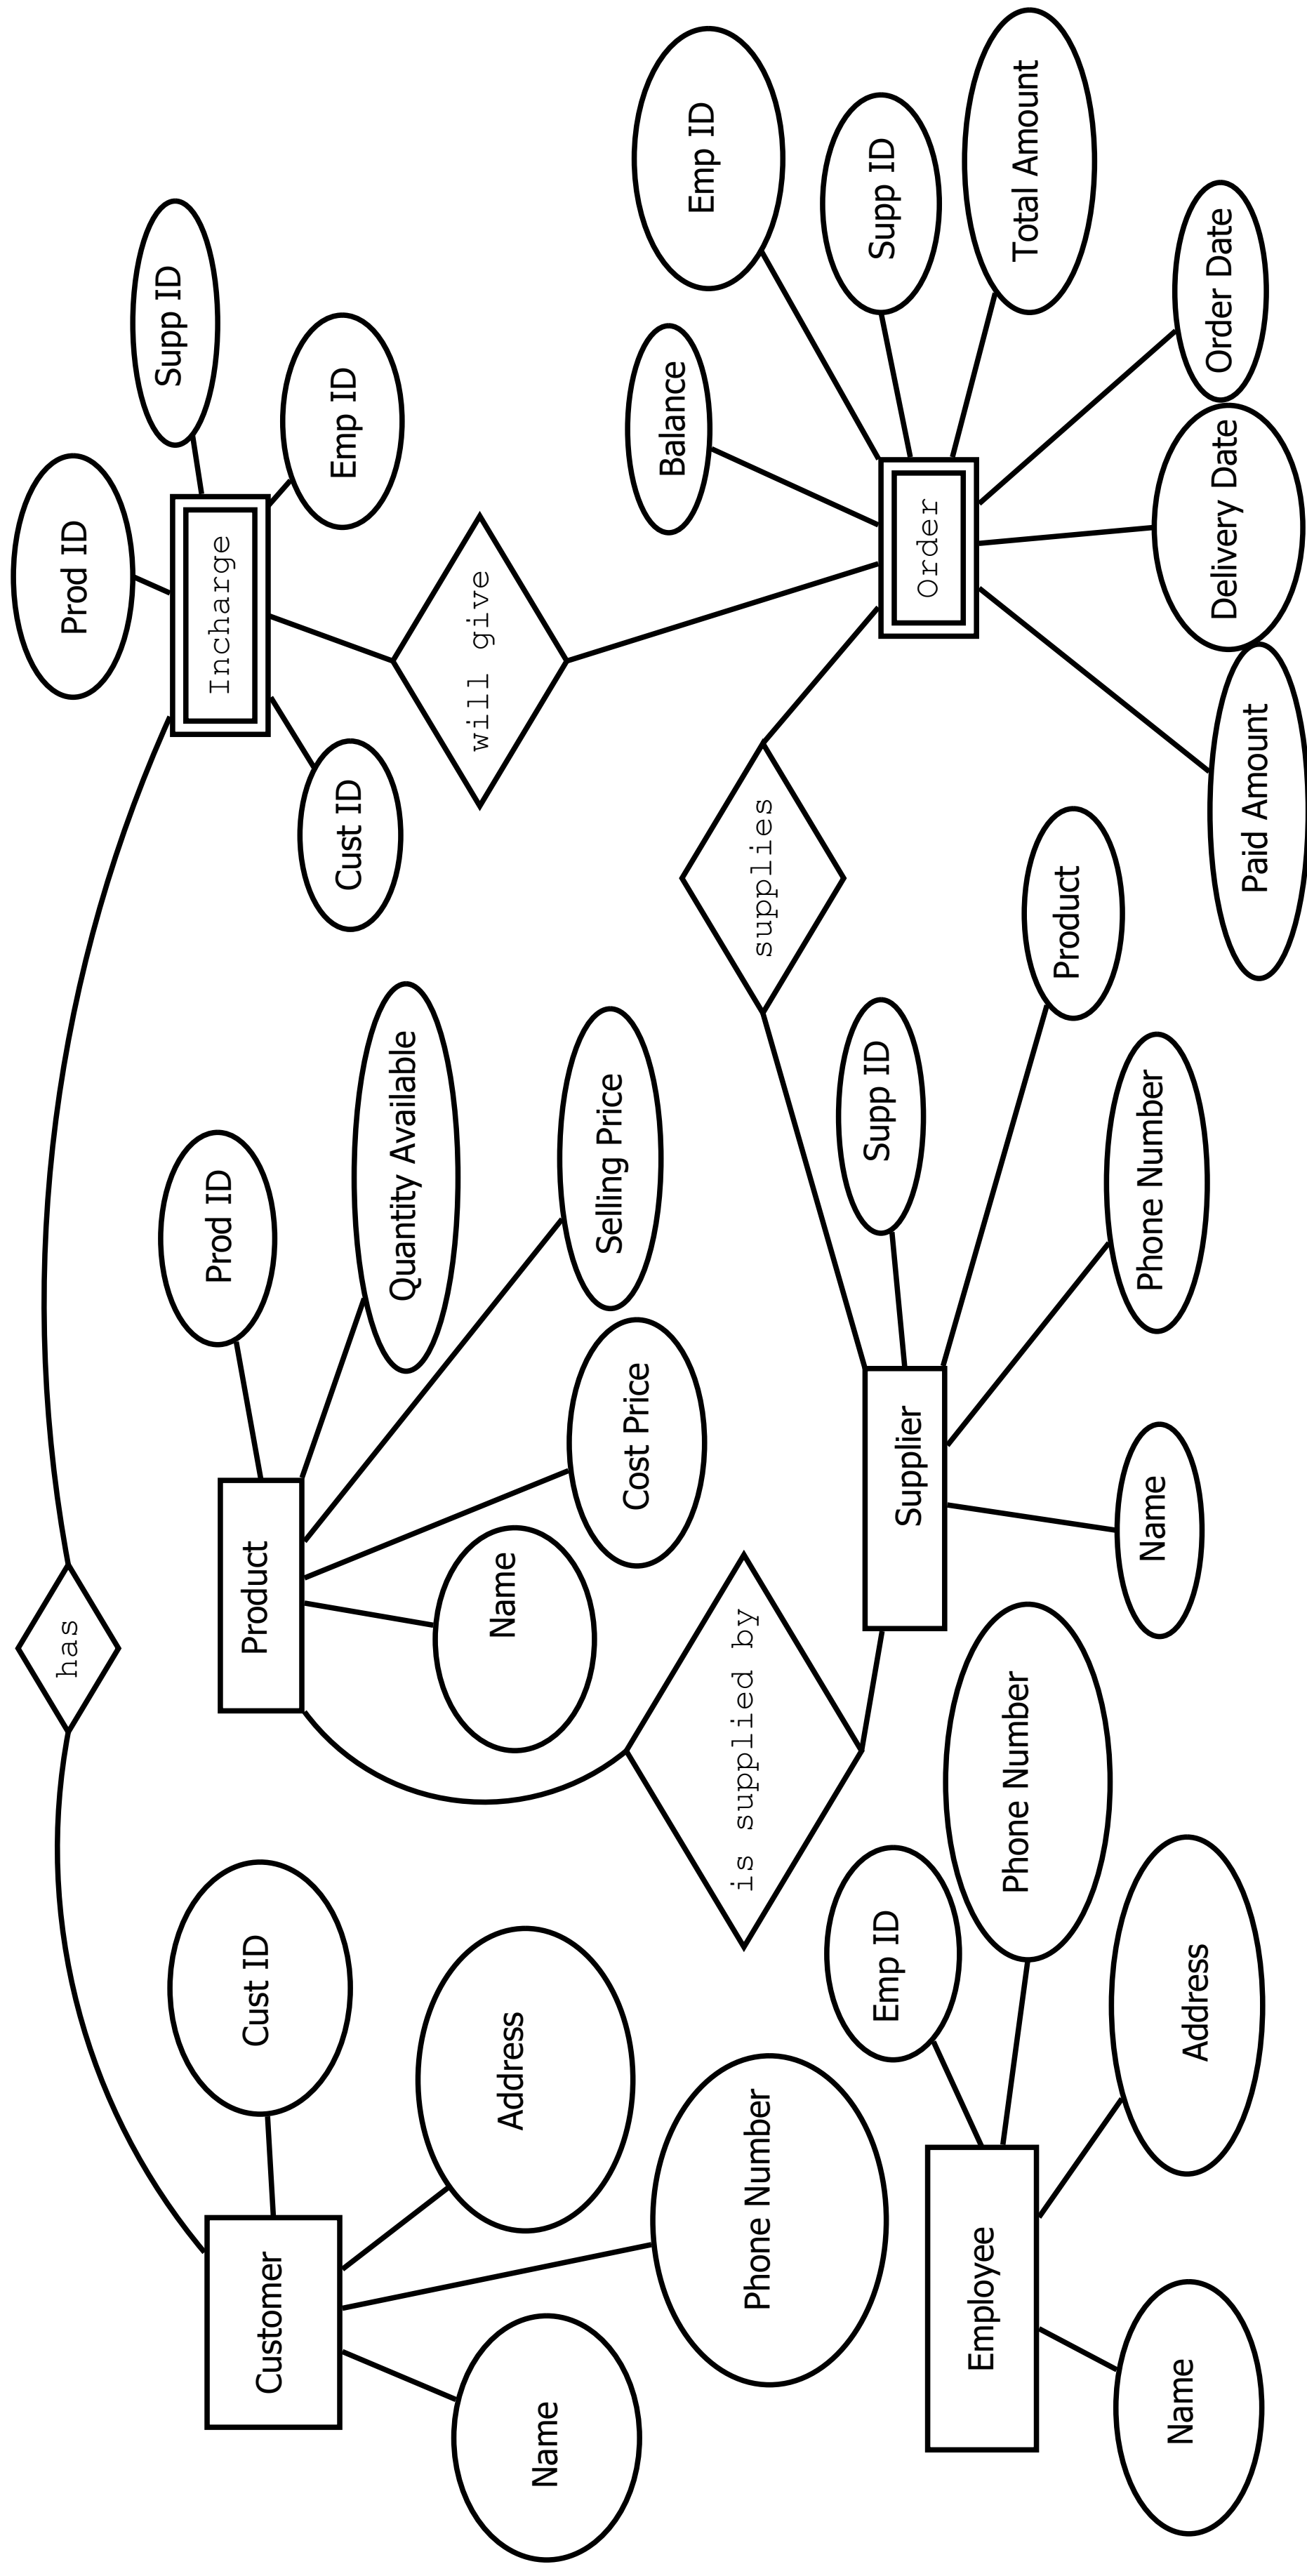 has
Prod ID
Supp ID
Incharge
Emp ID
Cust ID
Customer
Cust ID
Address
Phone Number
Name
Product
Prod ID
Quantity Available
Selling Price
Cost Price
Name
will give
is supplied by
supplies
Balance
Emp ID
Supp ID
Total Amount
Order
Order Date
Delivery Date
Paid Amount
Supplier
Supp ID
Product
Phone Number
Name
Employee
Emp ID
Phone Number
Address
Name